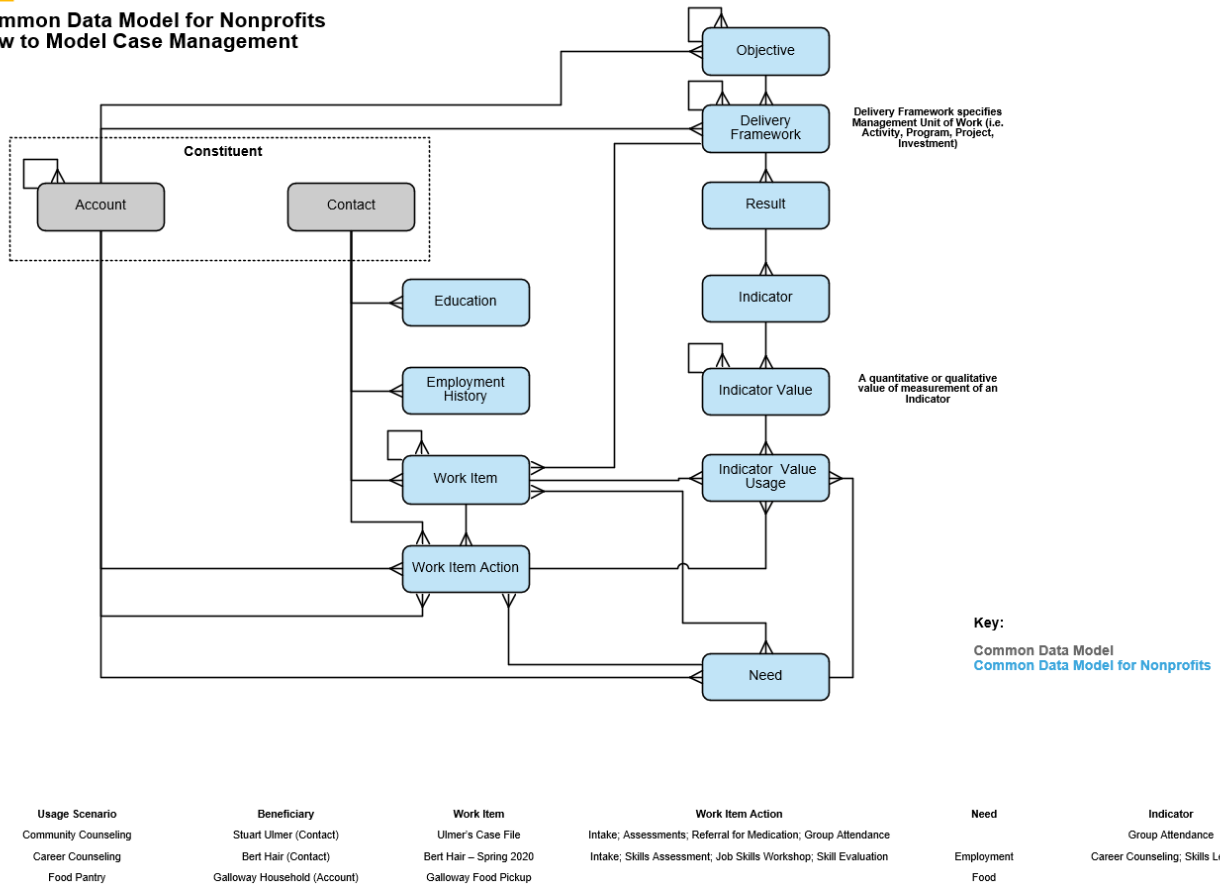 mmon Data Model for Nonprofits
w to Model Case Management
Objective
Delivery
Framework
Delivery Framework specifies
Management Unit of Work (i.e.
Activity, Program, Project,
Investment)
Constituent
Account
Contact
Result
Education
Indicator
Employment
History
Indicator Value
A quantitative or qualitative
value of measurement of an
Indicator
Work Item
Indicator Value
Usage
Work Item Action
Need
Key:
Common Data Model
Common Data Model for Nonprofits
Usage Scenario Beneficiary Work Item Work Item Action Need Indicator
Community Counseling Stuart Ulmer (Contact) Ulmer's Case File Intake; Assessments; Referral for Medication; Group Attendance Group Attendance
Career Counseling Bert Hair (Contact) Bert Hair – Spring 2020 Intake; Skills Assessment; Job Skills Workshop; Skill Evaluation Employment Career Counseling; Skills Le
Food Pantry Galloway Household (Account) Galloway Food Pickup Food